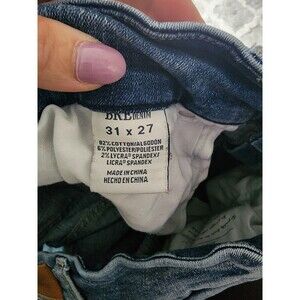 BKE DENIM
31 x 27
92% COTTON/ALGODON
6% POLYESTER/POLIESTER
2% LYCRA® SPANDEX/
LICRA® SPANDEX
MADE IN CHINA
HECHO EN CHINA